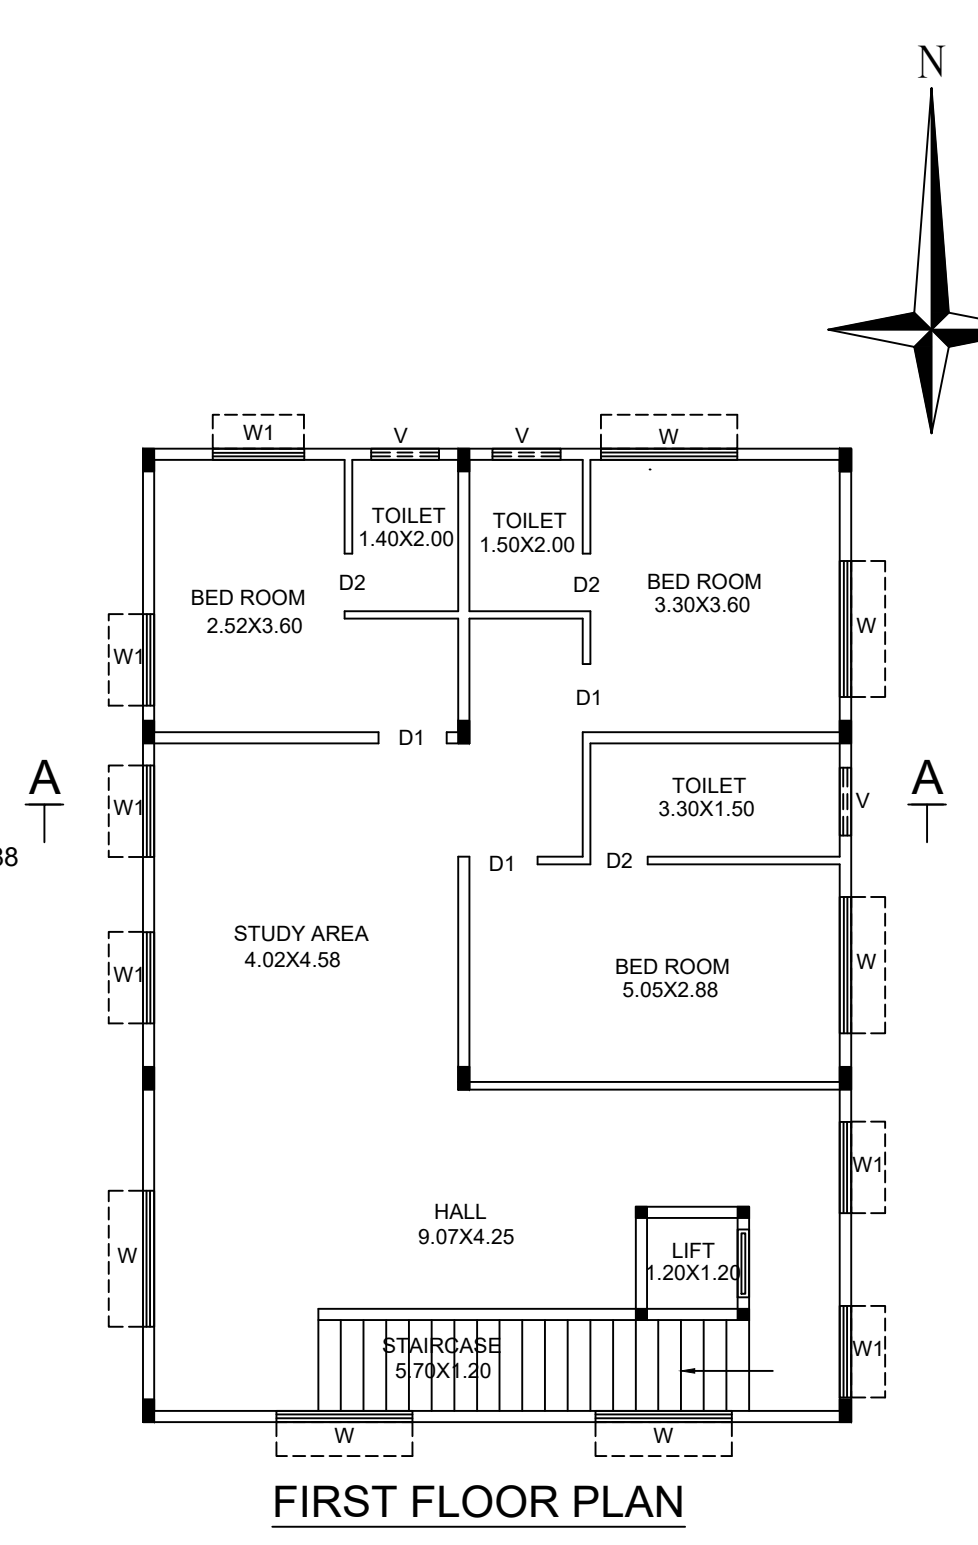 N
W1
V
V
W
TOILET
1.40X2.00
TOILET
1.50X2.00
D2
D2
BED ROOM
2.52X3.60
BED ROOM
3.30X3.60
W
W1
D1
D1
A
A
W1
TOILET
3.30X1.50
V
38
D1
D2
STUDY AREA
4.02X4.58
BED ROOM
5.05X2.88
W
W1
W1
HALL
9.07X4.25
W
LIFT
1.20X1.20
STAIRCASE
5.70X1.20
W1
W
W
FIRST FLOOR PLAN